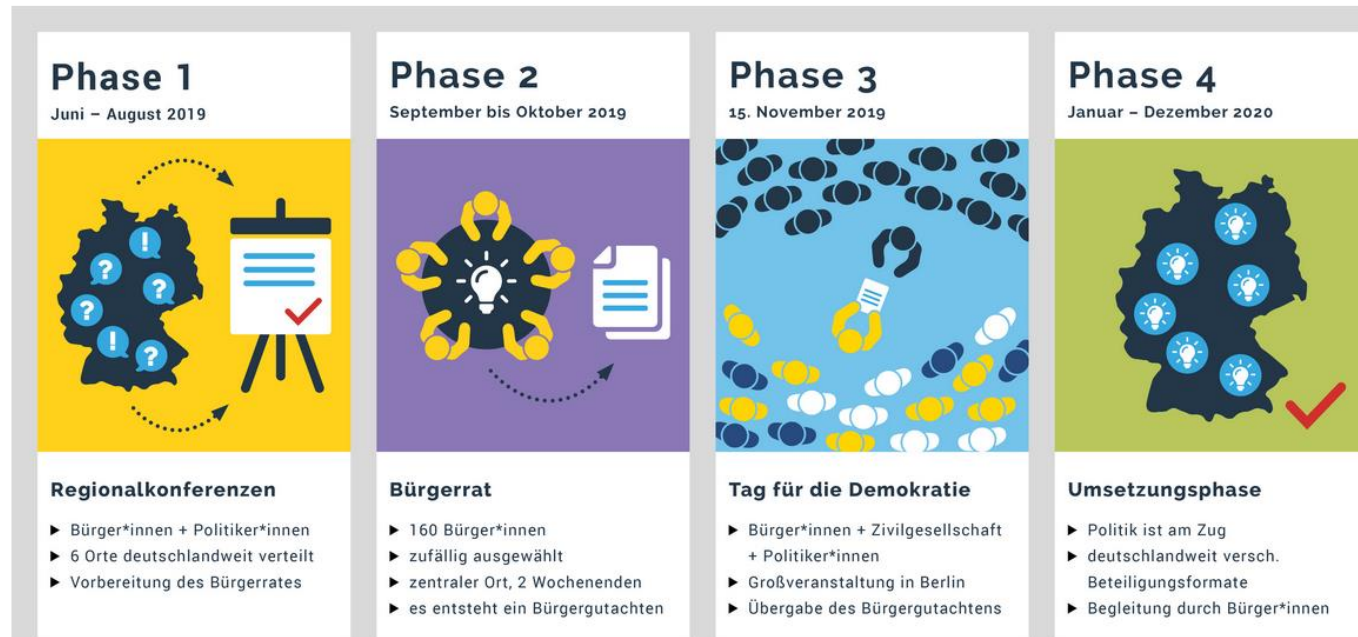 Phase 1
Juni – August 2019
Regionalkonferenzen
► Bürger*innen + Politiker*innen
► 6 Orte deutschlandweit verteilt
► Vorbereitung des Bürgerrates
Phase 2
September bis Oktober 2019
Bürgerrat
► 160 Bürger*innen
► zufällig ausgewählt
► zentraler Ort, 2 Wochenenden
► es entsteht ein Bürgergutachten
Phase 3
15. November 2019
Tag für die Demokratie
► Bürger*innen + Zivilgesellschaft
+ Politiker*innen
► Großveranstaltung in Berlin
► Übergabe des Bürgergutachtens
Phase 4
Januar – Dezember 2020
Umsetzungsphase
► Politik ist am Zug
► deutschlandweit versch.
Beteiligungsformate
► Begleitung durch Bürger*innen